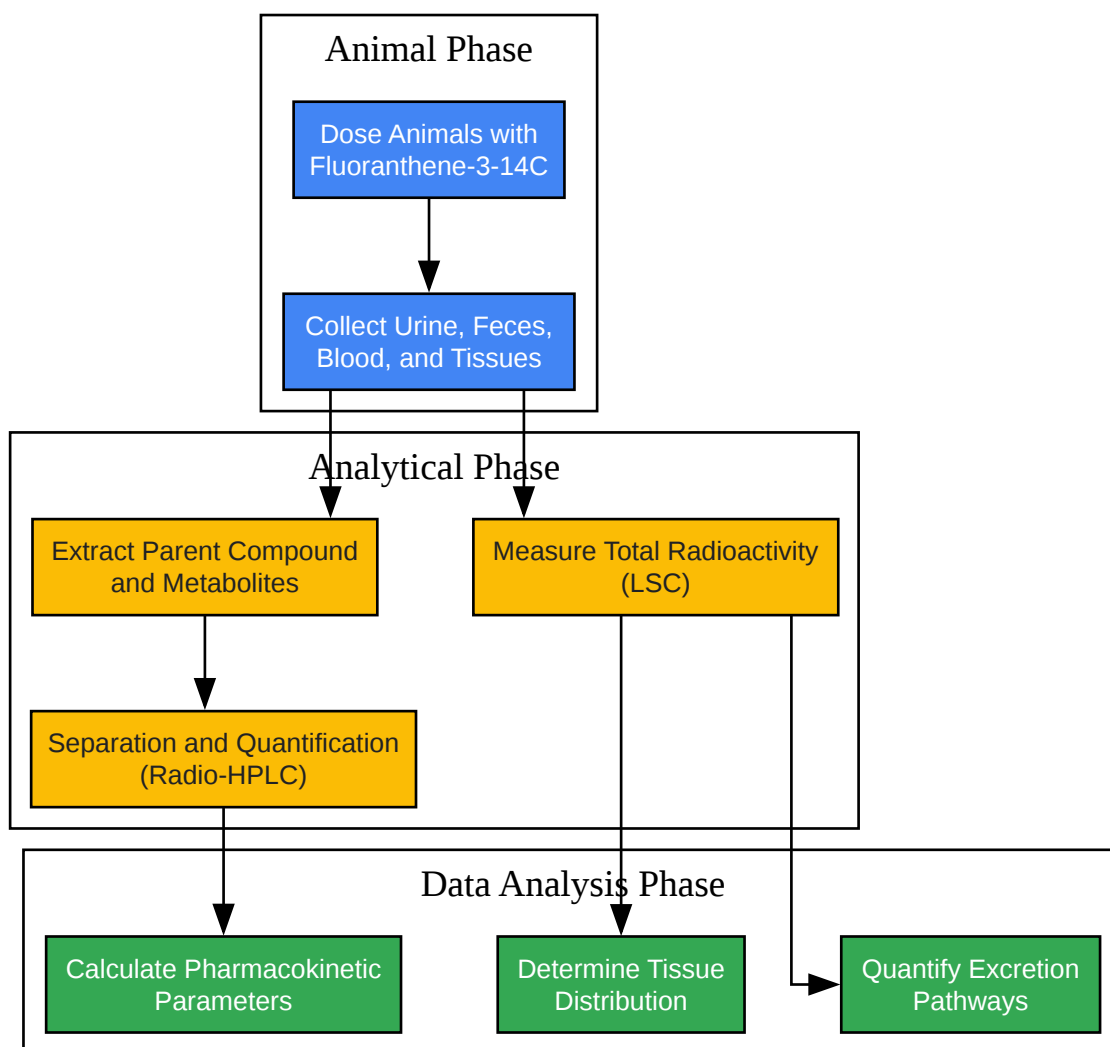 Animal Phase
Dose Animals with
Fluoranthene-3-14C
Collect Urine, Feces,
Blood, and Tissues
Analytical Phase
Extract Parent Compound
and Metabolites
Measure Total Radioactivity
(LSC)
Separation and Quantification
(Radio-HPLC)
Data Analysis Phase
Calculate Pharmacokinetic
Parameters
Determine Tissue
Distribution
Quantify Excretion
Pathways